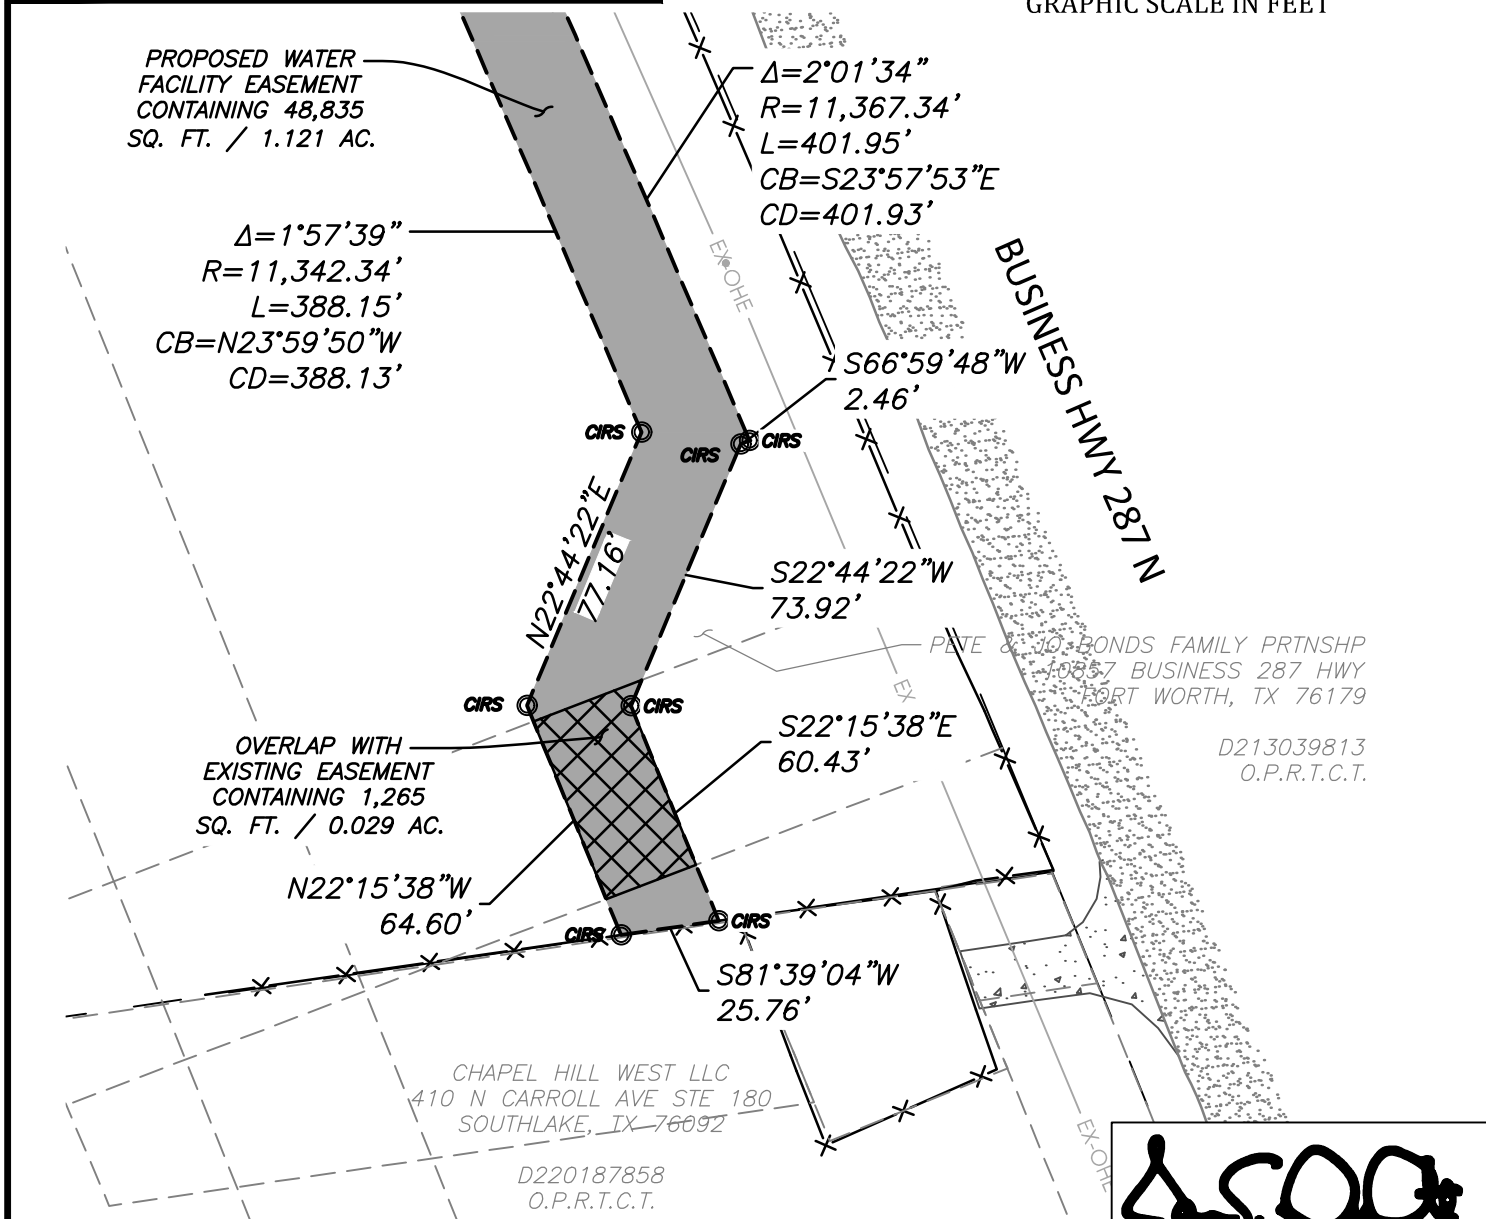 GRAPHIC SCALE IN FEET
PROPOSED WATER
FACILITY EASEMENT
CONTAINING 48,835
SQ. FT. / 1.121 AC.
Δ=2°01'34"
R=11,367.34'
L=401.95'
CB=S23°57'53"E
CD=401.93'
Δ=1°57'39"
R=11,342.34'
L=388.15'
CB=N23°59'50"W
CD=388.13'
EX-OHE
BUSINESS HWY 287 N
S66°59'48"W
2.46'
CIRS
CIRS
CIRS
N22°44'22"E
77.16'
S22°44'22"W
73.92'
PETE & JO BONDS FAMILY PRTNSHP
10857 BUSINESS 287 HWY
FORT WORTH, TX 76179
D213039813
O.P.R.T.C.T.
EX
CIRS
CIRS
S22°15'38"E
60.43'
OVERLAP WITH
EXISTING EASEMENT
CONTAINING 1,265
SQ. FT. / 0.029 AC.
N22°15'38"W
64.60'
CIRS
CIRS
S81°39'04"W
25.76'
CHAPEL HILL WEST LLC
410 N CARROLL AVE STE 180
SOUTHLAKE, TX 76092
D220187858
O.P.R.T.C.T.
EX-OHE